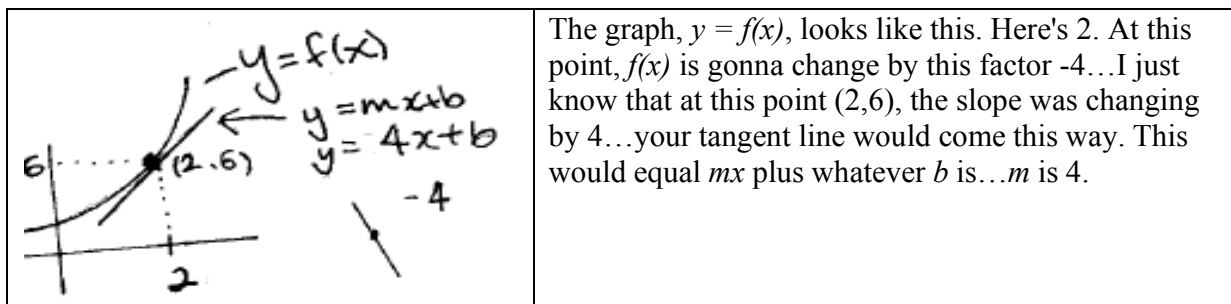 y=f(x)
y=mx+b
y=4x+b
6
(2.6)
-4
2
The graph, y = f(x), looks like this. Here's 2. At this
point, f(x) is gonna change by this factor -4…I just
know that at this point (2,6), the slope was changing
by 4…your tangent line would come this way. This
would equal mx plus whatever b is…m is 4.